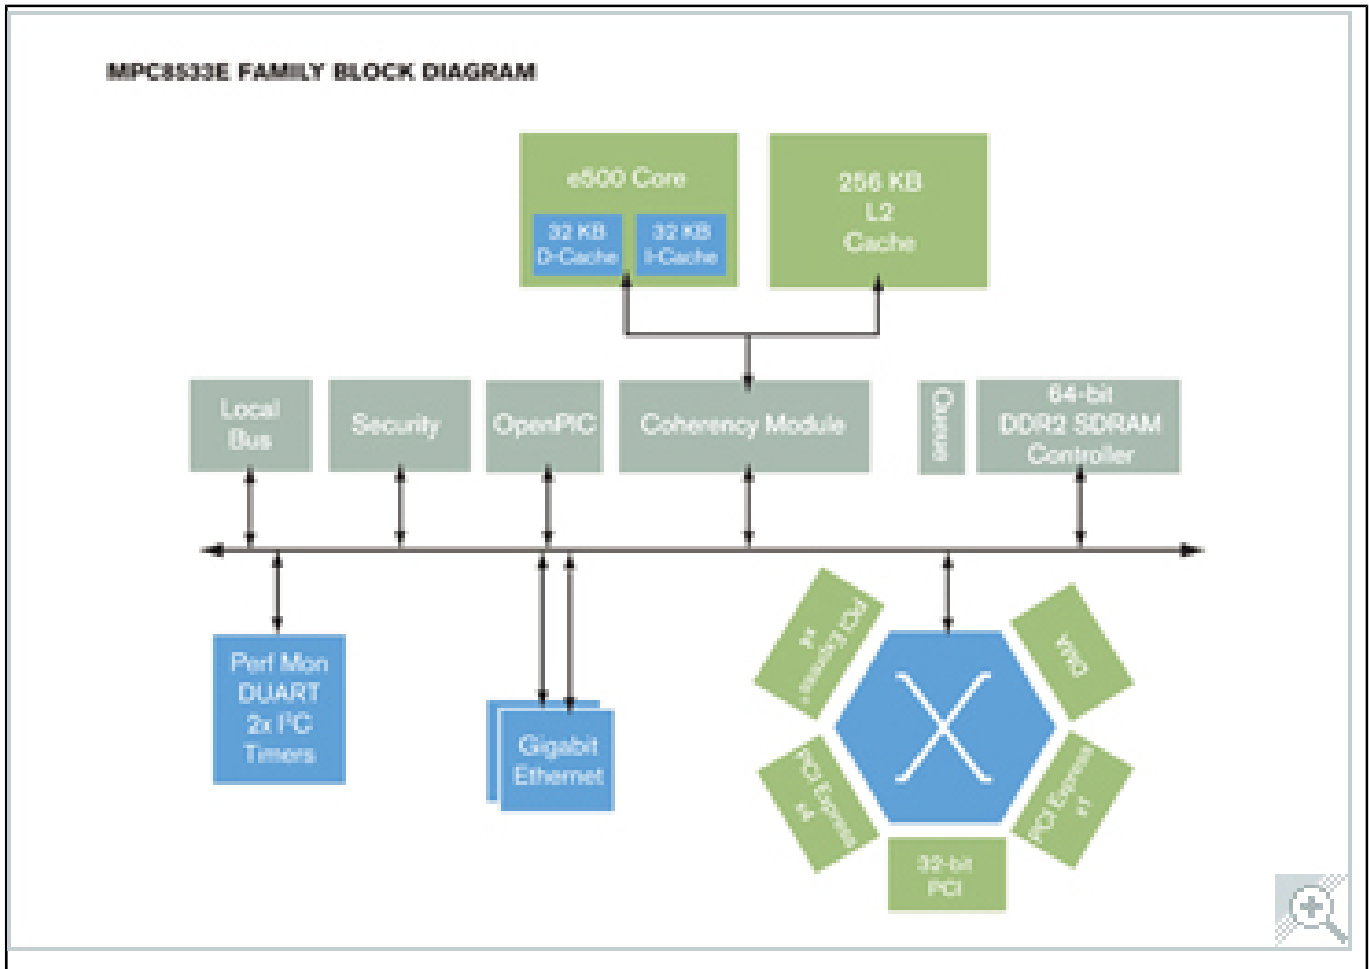 MPC8533E FAMILY BLOCK DIAGRAM
e500 Core
32 KB
D-Cache
32 KB
I-Cache
256 KB
L2
Cache
Local
Bus
Security
OpenPIC
Coherency Module
Queue
64-bit
DDR2 SDRAM
Controller
Perf Mon
DUART
2x I²C
Timers
Gigabit
Ethernet
PCI Express®
x4
DMA
PCI Express
x4
PCI Express
x1
32-bit
PCI